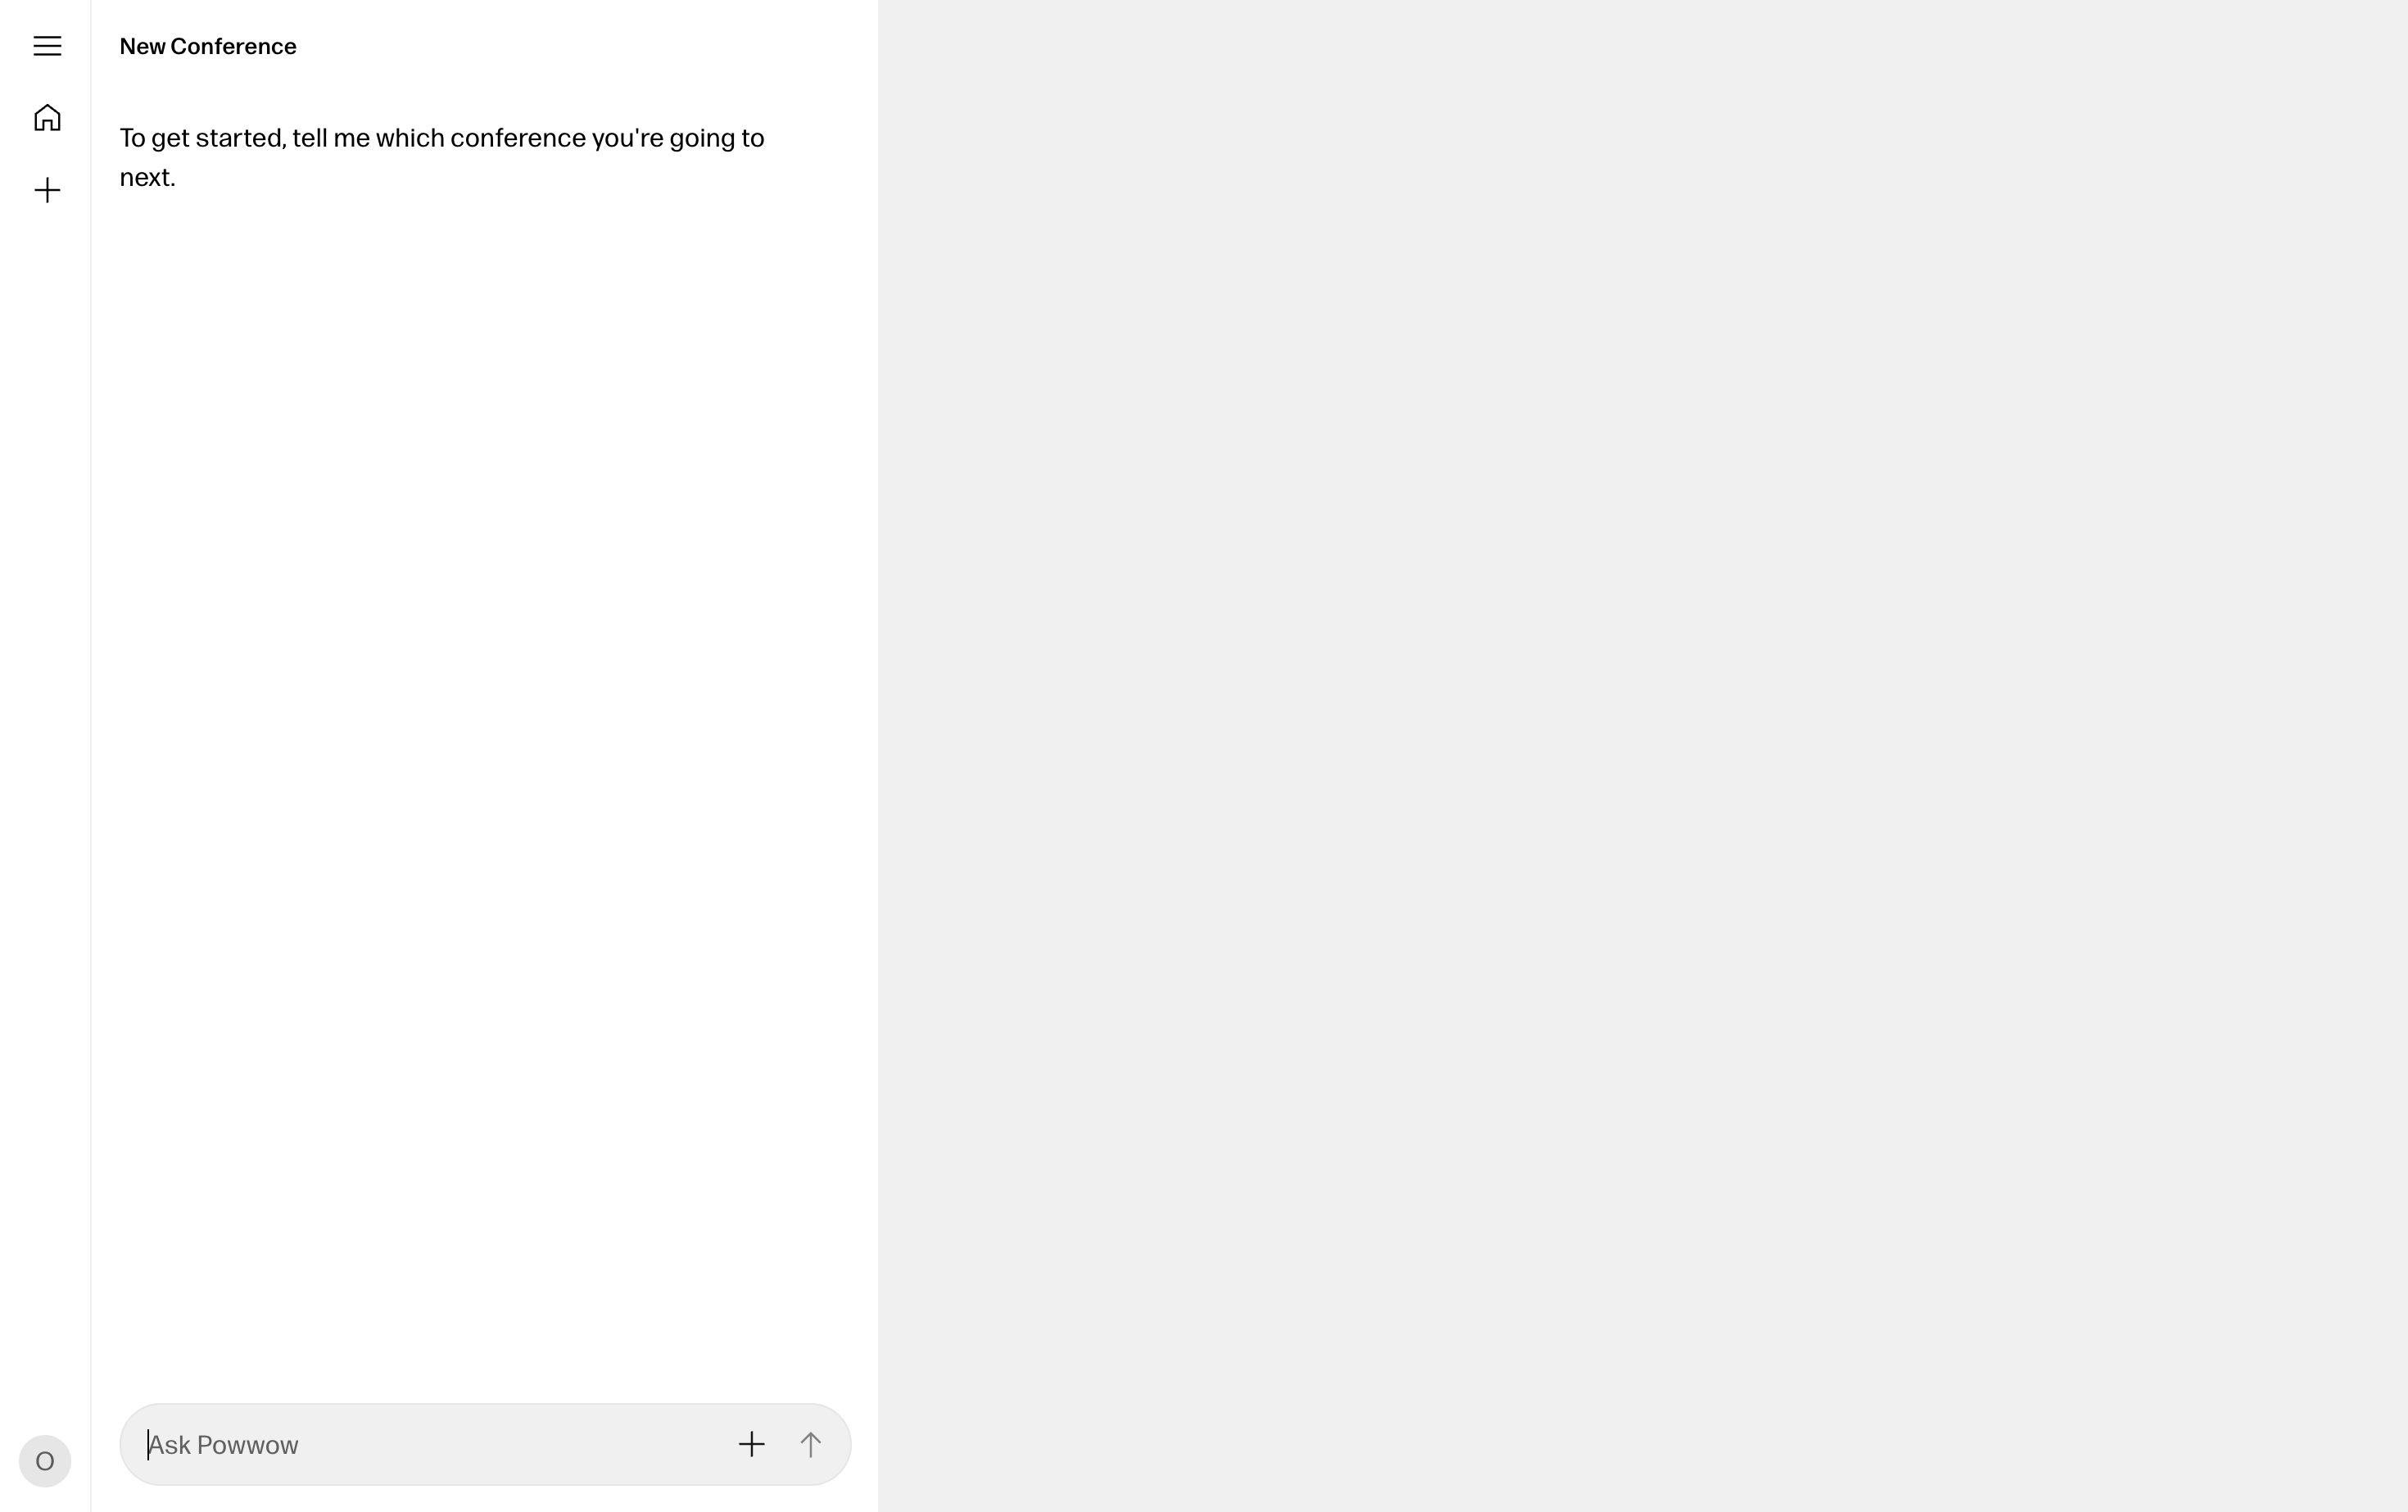 New Conference
To get started, tell me which conference you're going to
next.
Ask Powwow
O